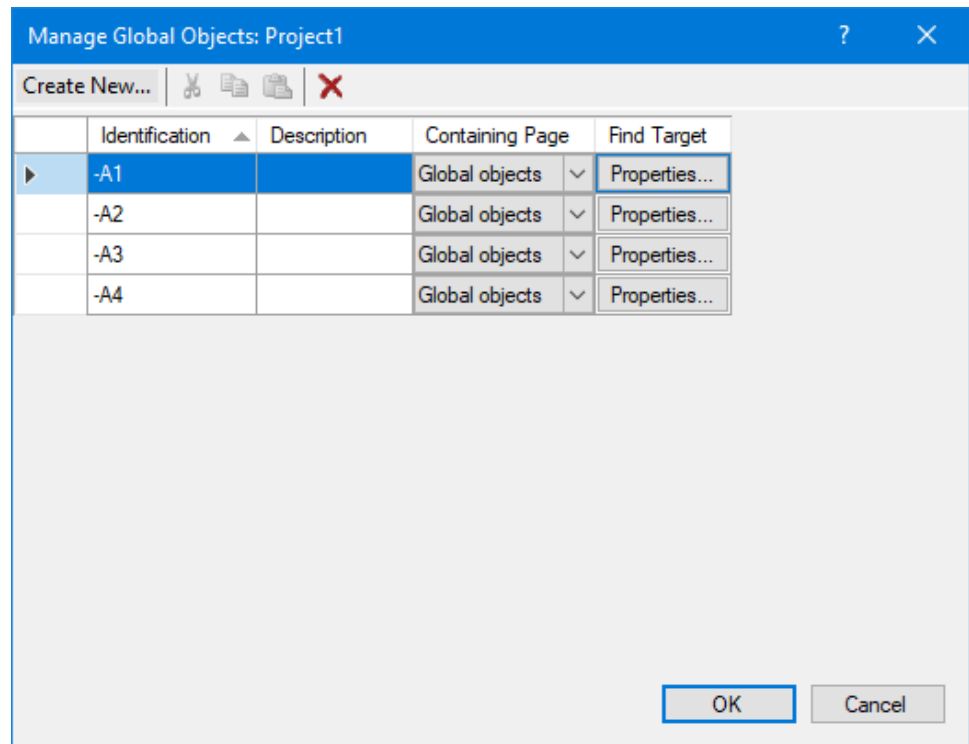 Manage Global Objects: Project1 ?
Create New...
Identification Description Containing Page Find Target
-A1 Global objects Properties...
-A2 Global objects Properties...
-A3 Global objects Properties...
-A4 Global objects Properties...
OK Cancel